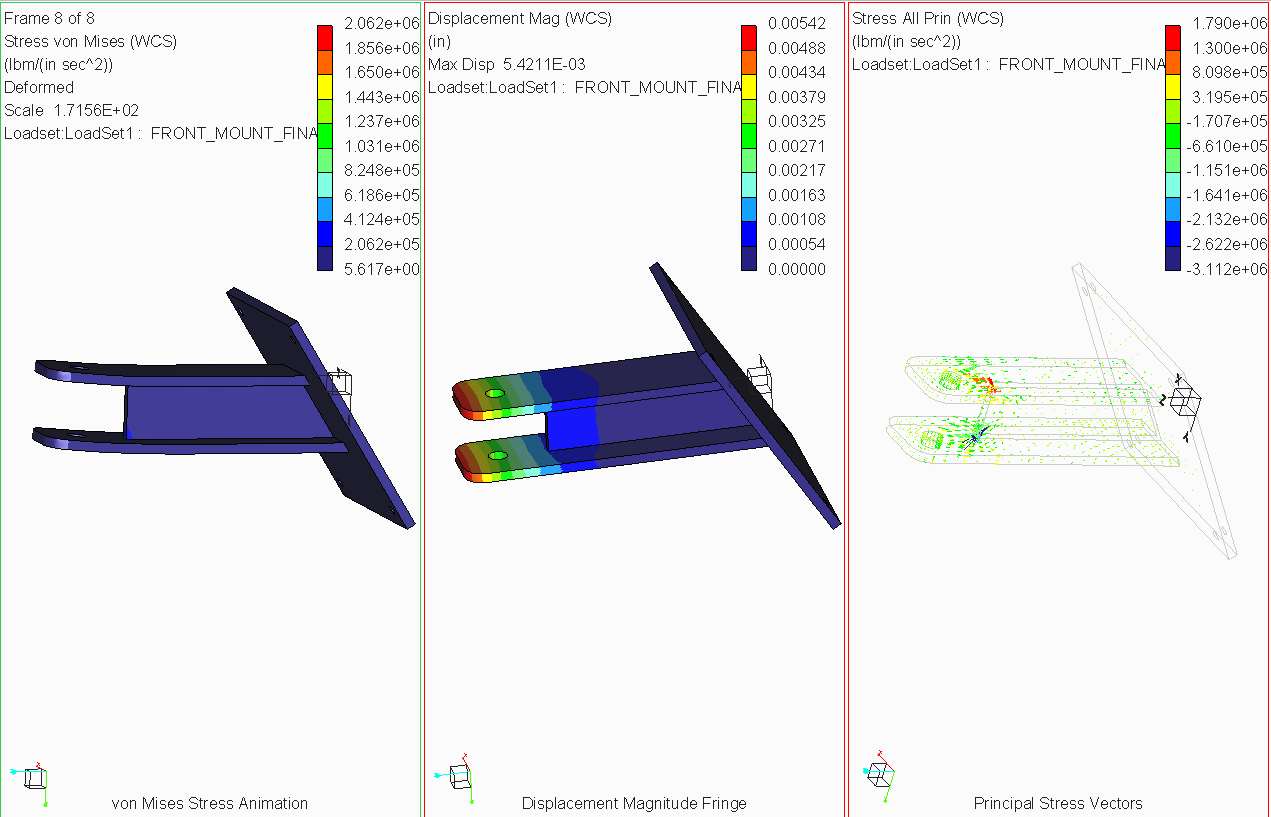 Frame 8 of 8
Stress von Mises (WCS)
(lbm/(in sec^2))
Deformed
Scale 1.7156E+02
Loadset:LoadSet1 : FRONT_MOUNT_FINA
2.062e+06
1.856e+06
1.650e+06
1.443e+06
1.237e+06
1.031e+06
8.248e+05
6.186e+05
4.124e+05
2.062e+05
5.617e+00
von Mises Stress Animation
Displacement Mag (WCS)
(in)
Max Disp 5.4211E-03
Loadset:LoadSet1 : FRONT_MOUNT_FINA
0.00542
0.00488
0.00434
0.00379
0.00325
0.00271
0.00217
0.00163
0.00108
0.00054
0.00000
Displacement Magnitude Fringe
Stress All Prin (WCS)
(lbm/(in sec^2))
Loadset:LoadSet1 : FRONT_MOUNT_FINA
1.790e+06
1.300e+06
8.098e+05
3.195e+05
-1.707e+05
-6.610e+05
-1.151e+06
-1.641e+06
-2.132e+06
-2.622e+06
-3.112e+06
Principal Stress Vectors